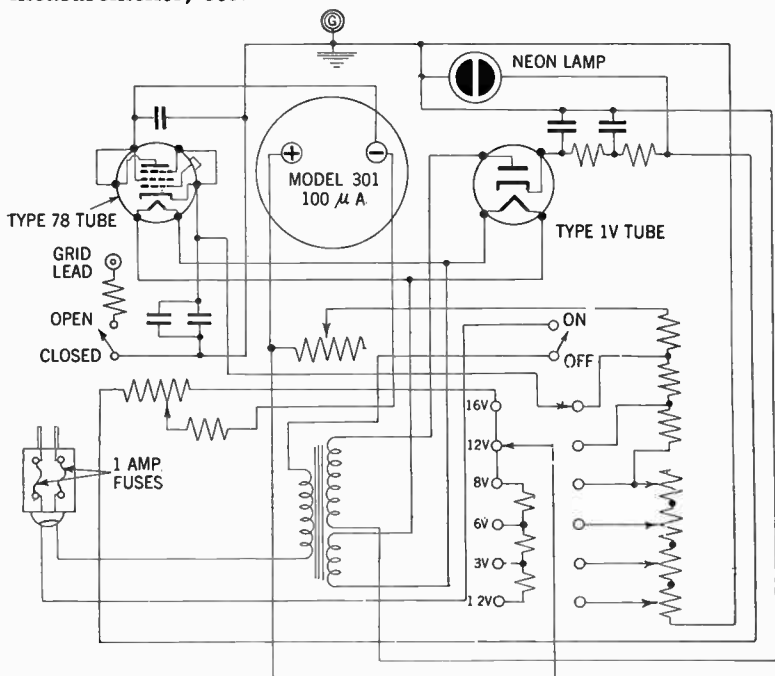 G
NEON LAMP
+
−
MODEL 301
100 μ A
TYPE 78 TUBE
TYPE 1V TUBE
GRID
LEAD
OPEN
CLOSED
ON
OFF
16V
12V
8V
6V
3V
1 2V
1 AMP.
FUSES